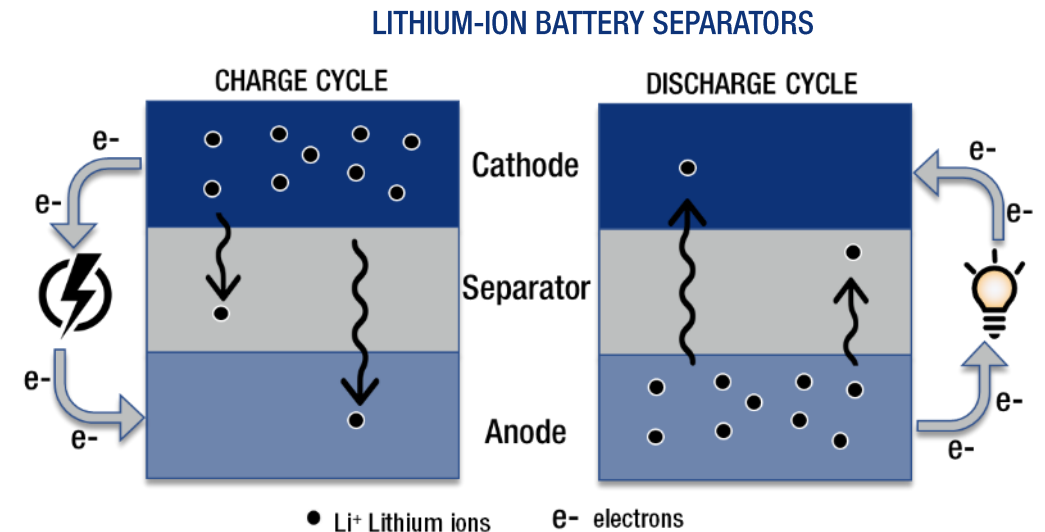 LITHIUM-ION BATTERY SEPARATORS
CHARGE CYCLE
DISCHARGE CYCLE
e-
e-
e-
e-
Cathode
Separator
Anode
e-
e-
e-
e-
Li⁺ Lithium ions
e- electrons